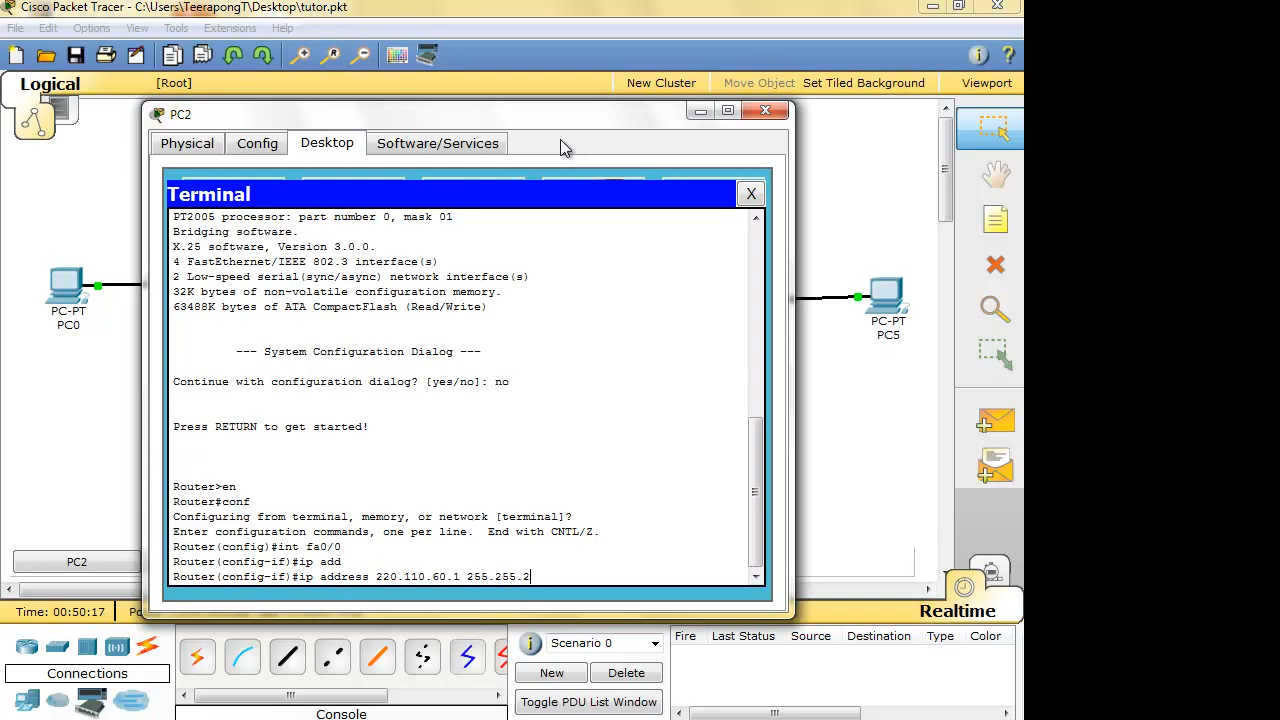 Cisco Packet Tracer - C:\Users\TeerapongT\Desktop\tutor.pkt
File Edit Options View Tools Extensions Help
Logical [Root] New Cluster Move Object Set Tiled Background Viewport
PC2
Physical Config Desktop Software/Services
Terminal X
PT2005 processor: part number 0, mask 01
Bridging software.
X.25 software, Version 3.0.0.
4 FastEthernet/IEEE 802.3 interface(s)
2 Low-speed serial(sync/async) network interface(s)
32K bytes of non-volatile configuration memory.
63488K bytes of ATA CompactFlash (Read/Write)
--- System Configuration Dialog ---
Continue with configuration dialog? [yes/no]: no
Press RETURN to get started!
Router>en
Router#conf
Configuring from terminal, memory, or network [terminal]?
Enter configuration commands, one per line. End with CNTL/Z.
Router(config)#int fa0/0
Router(config-if)#ip add
Router(config-if)#ip address 220.110.60.1 255.255.2
PC-PT
PC0
PC-PT
PC5
PC2
Time: 00:50:17
Realtime
Connections
Console
Scenario 0
New Delete
Toggle PDU List Window
Fire Last Status Source Destination Type Color